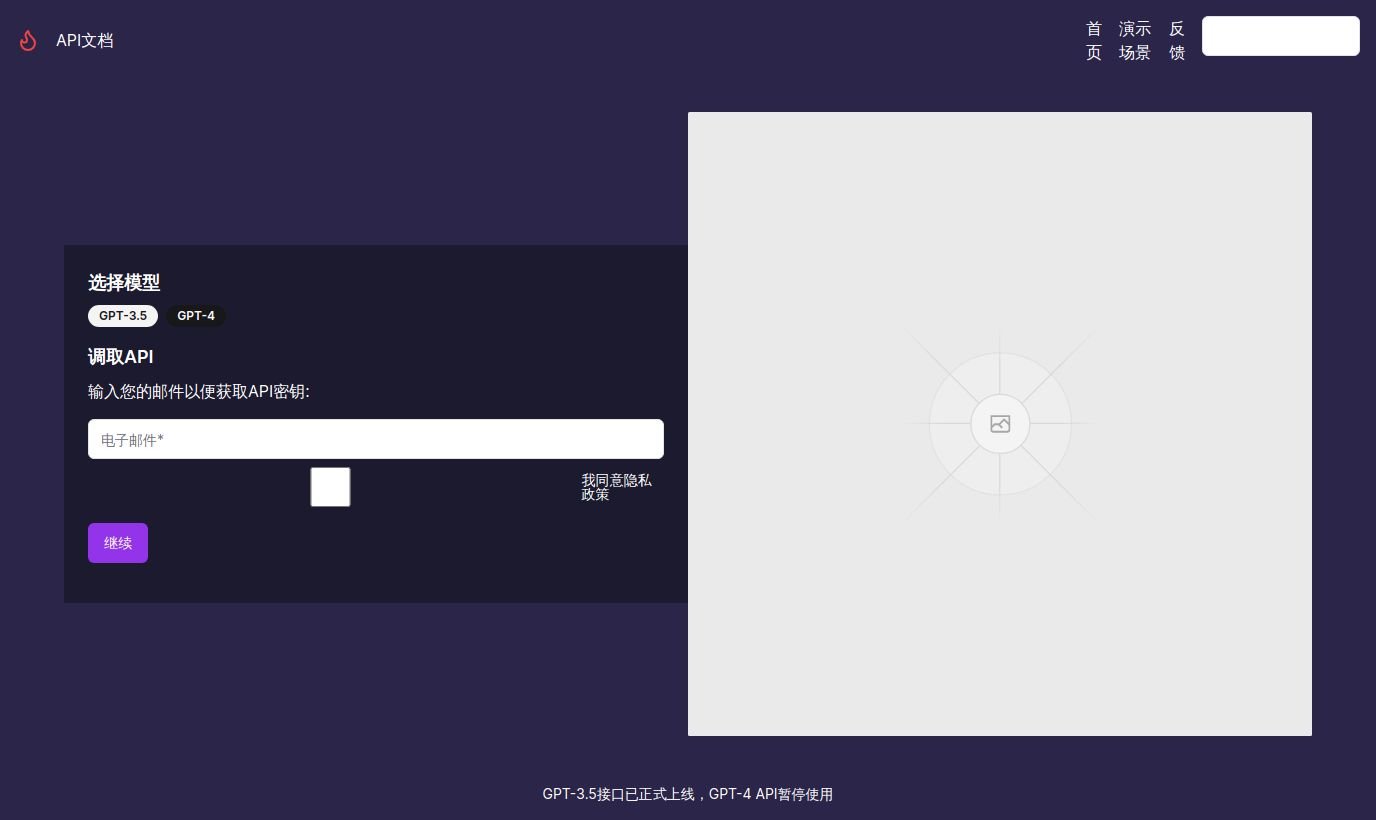 API文档
首页
演示场景
反馈
选择模型
GPT-3.5 GPT-4
调取API
输入您的邮件以便获取API密钥:
电子邮件*
我同意隐私
政策
继续
GPT-3.5接口已正式上线，GPT-4 API暂停使用